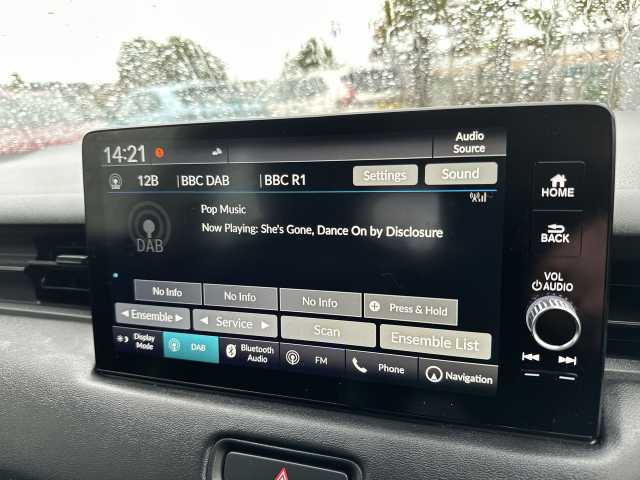 14:21
Audio Source
12B | BBC DAB | BBC R1 Settings Sound
HOME
Pop Music
DAB
Now Playing: She's Gone, Dance On by Disclosure
BACK
VOL
AUDIO
No Info No Info No Info Press & Hold
Ensemble Service Scan Ensemble List
Display Mode DAB Bluetooth Audio FM Phone Navigation